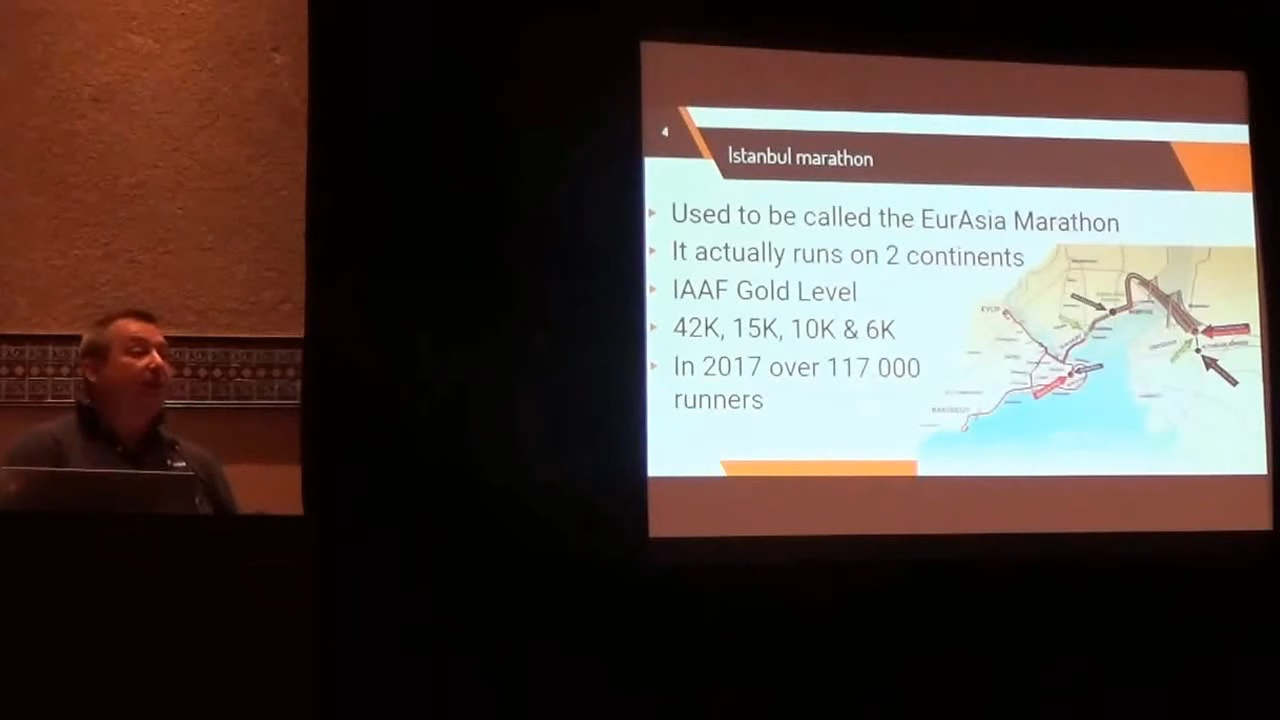 4
Istanbul marathon
Used to be called the EurAsia Marathon
It actually runs on 2 continents
IAAF Gold Level
42K, 15K, 10K & 6K
In 2017 over 117 000
runners